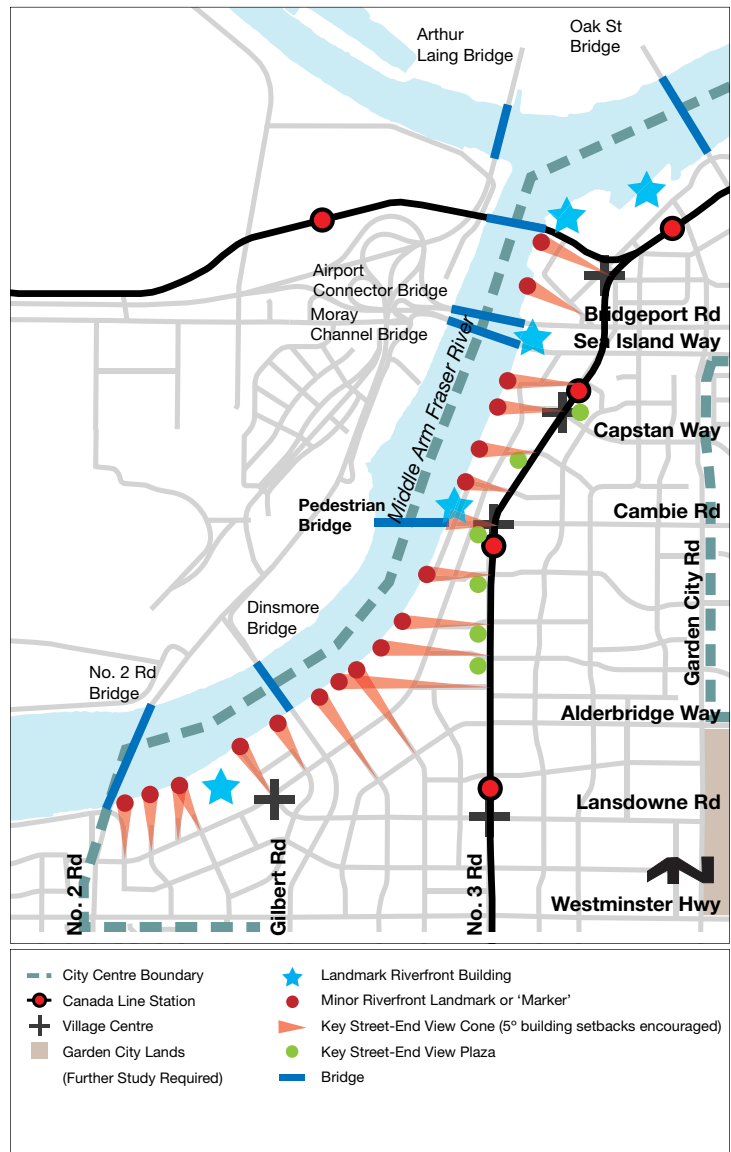 Arthur
Laing Bridge
Oak St
Bridge
Airport
Connector Bridge
Moray
Channel Bridge
Bridgeport Rd
Sea Island Way
Middle Arm Fraser River
Capstan Way
Pedestrian
Bridge
Cambie Rd
Garden City Rd
Dinsmore
Bridge
No. 2 Rd
Bridge
Alderbridge Way
Lansdowne Rd
No. 2 Rd
Gilbert Rd
No. 3 Rd
Westminster Hwy
City Centre Boundary
Canada Line Station
Village Centre
Garden City Lands
(Further Study Required)
Landmark Riverfront Building
Minor Riverfront Landmark or ‘Marker’
Key Street-End View Cone (5º building setbacks encouraged)
Key Street-End View Plaza
Bridge